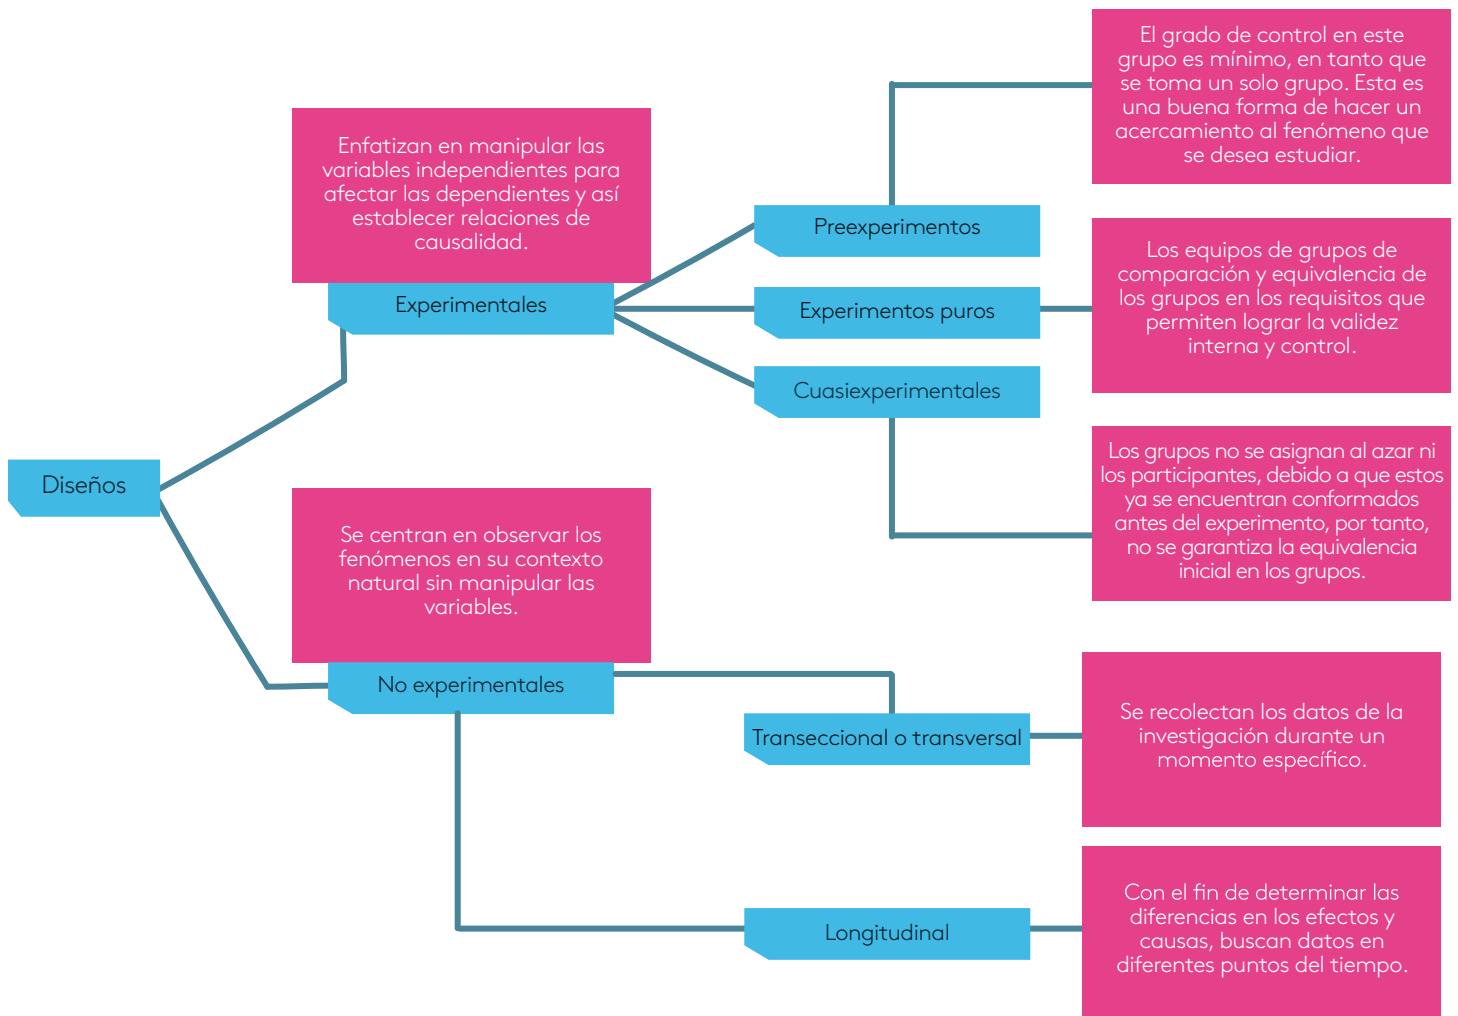 Diseños
Enfatizan en manipular las
variables independientes para
afectar las dependientes y así
establecer relaciones de
causalidad.
Experimentales
Preexperimentos
El grado de control en este
grupo es mínimo, en tanto que
se toma un solo grupo. Esta es
una buena forma de hacer un
acercamiento al fenómeno que
se desea estudiar.
Experimentos puros
Los equipos de grupos de
comparación y equivalencia de
los grupos en los requisitos que
permiten lograr la validez
interna y control.
Cuasiexperimentales
Los grupos no se asignan al azar ni
los participantes, debido a que estos
ya se encuentran conformados
antes del experimento, por tanto,
no se garantiza la equivalencia
inicial en los grupos.
Se centran en observar los
fenómenos en su contexto
natural sin manipular las
variables.
No experimentales
Transeccional o transversal
Se recolectan los datos de la
investigación durante un
momento específico.
Longitudinal
Con el fin de determinar las
diferencias en los efectos y
causas, buscan datos en
diferentes puntos del tiempo.